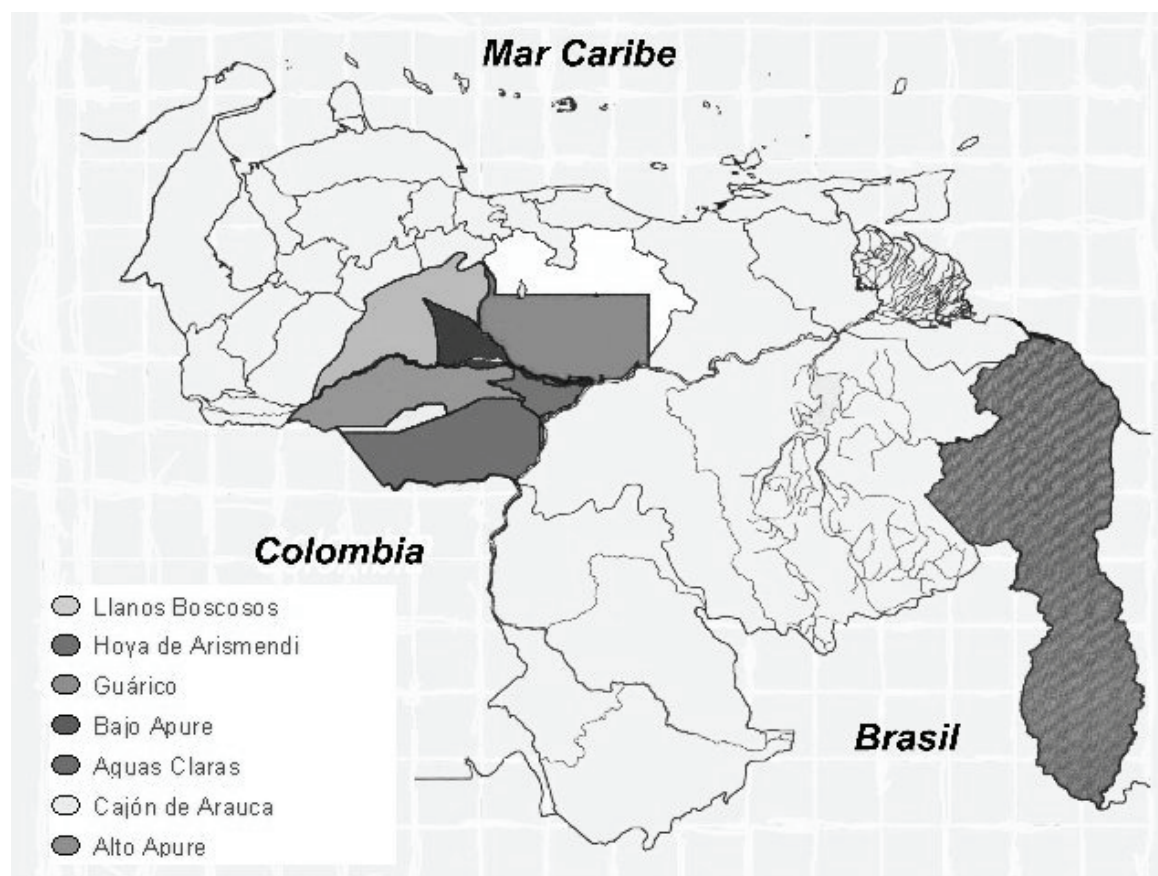 Mar Caribe
Colombia
Brasil
Llanos Boscosos
Hoya de Arismendi
Guárico
Bajo Apure
Aguas Claras
Cajón de Arauca
Alto Apure